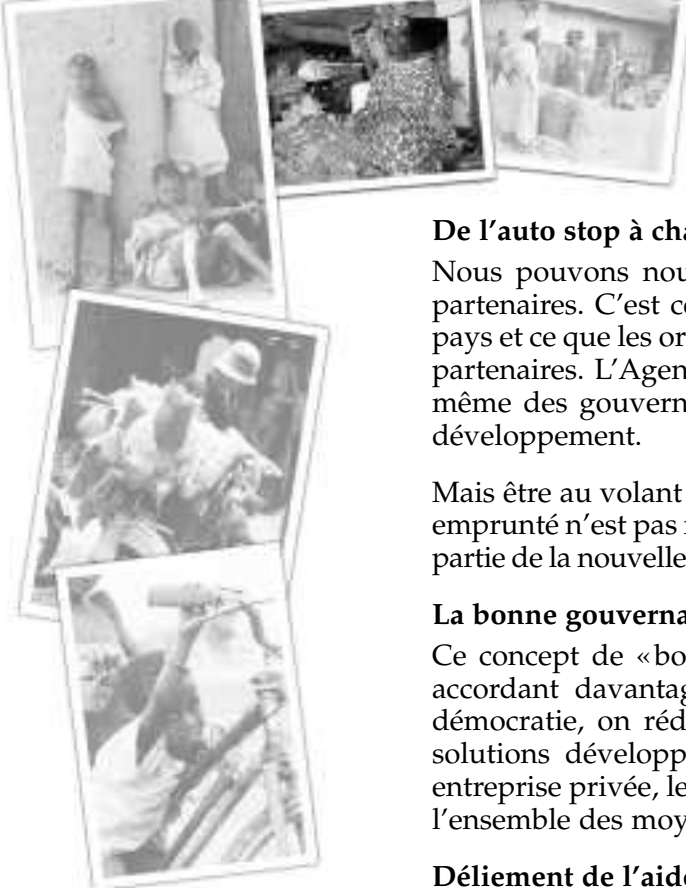 De l’auto stop à cha
Nous pouvons nou
partenaires. C’est c
pays et ce que les or
partenaires. L’Agen
même des gouvern
développement.
Mais être au volant
emprunté n’est pas
partie de la nouvelle
La bonne gouverna
Ce concept de «bo
accordant davantag
démocratie, on réd
solutions développ
entreprise privée, le
l’ensemble des moy
Déliement de l’aide